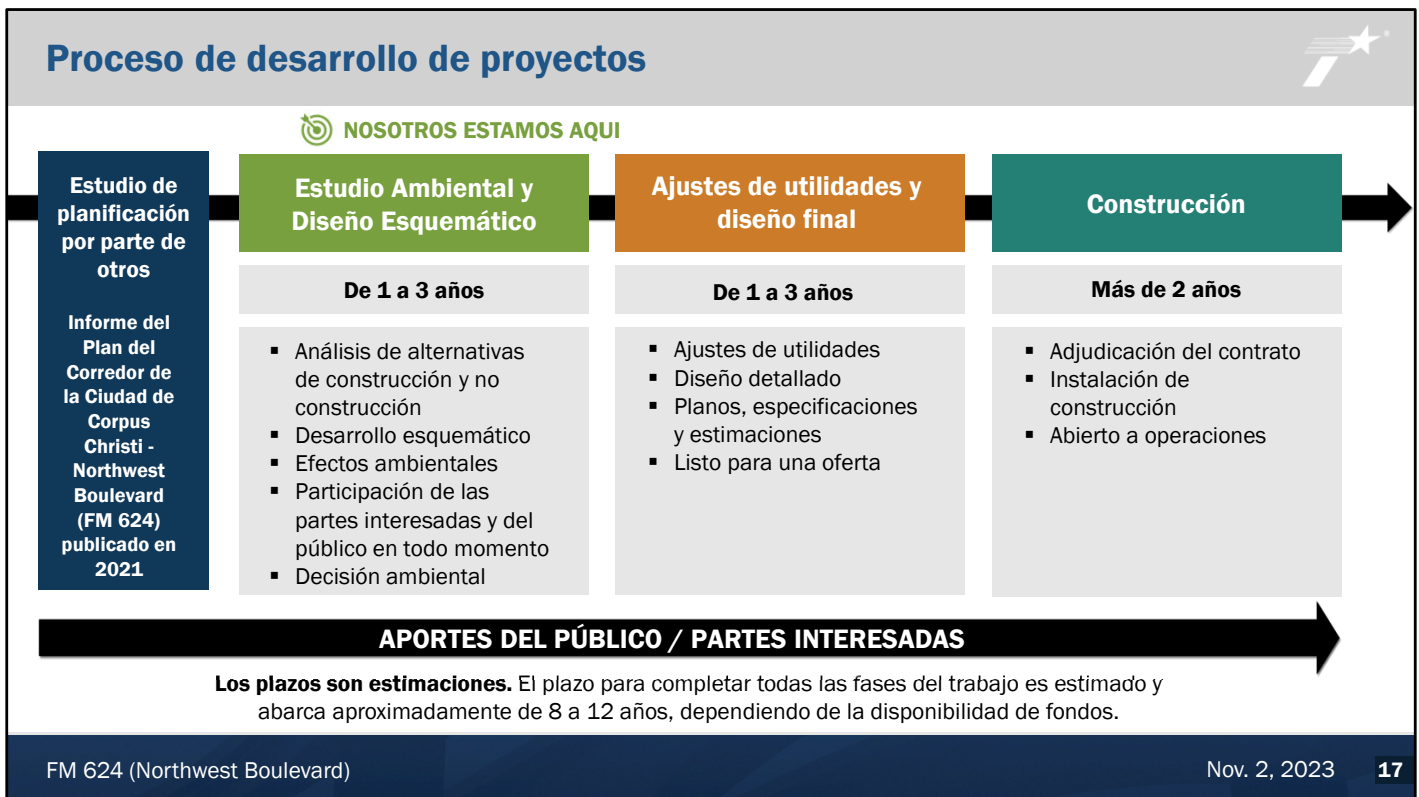 Proceso de desarrollo de proyectos
NOSOTROS ESTAMOS AQUI
Estudio de
planificación
por parte de
otros
Informe del
Plan del
Corredor de
la Ciudad de
Corpus
Christi -
Northwest
Boulevard
(FM 624)
publicado en
2021
Estudio Ambiental y
Diseño Esquemático
De 1 a 3 años
▪ Análisis de alternativas
de construcción y no
construcción
▪ Desarrollo esquemático
▪ Efectos ambientales
▪ Participación de las
partes interesadas y del
público en todo momento
▪ Decisión ambiental
Ajustes de utilidades y
diseño final
De 1 a 3 años
▪ Ajustes de utilidades
▪ Diseño detallado
▪ Planos, especificaciones
y estimaciones
▪ Listo para una oferta
Construcción
Más de 2 años
▪ Adjudicación del contrato
▪ Instalación de
construcción
▪ Abierto a operaciones
APORTES DEL PÚBLICO / PARTES INTERESADAS
Los plazos son estimaciones. El plazo para completar todas las fases del trabajo es estimado y
abarca aproximadamente de 8 a 12 años, dependiendo de la disponibilidad de fondos.
FM 624 (Northwest Boulevard)
Nov. 2, 2023 17